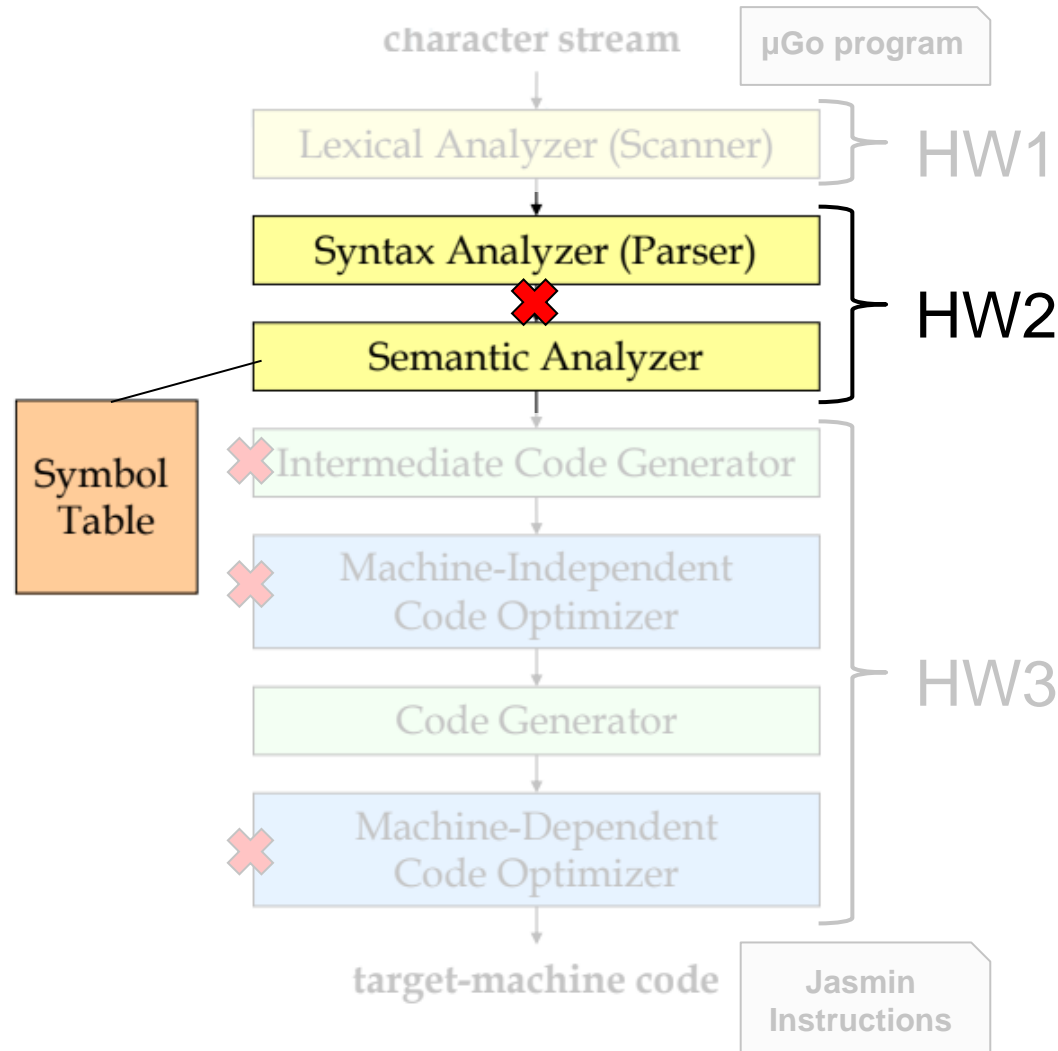 character stream
μGo program
Lexical Analyzer (Scanner)
HW1
Syntax Analyzer (Parser)
HW2
Semantic Analyzer
Symbol
Table
Intermediate Code Generator
Machine-Independent
Code Optimizer
HW3
Code Generator
Machine-Dependent
Code Optimizer
target-machine code
Jasmin
Instructions